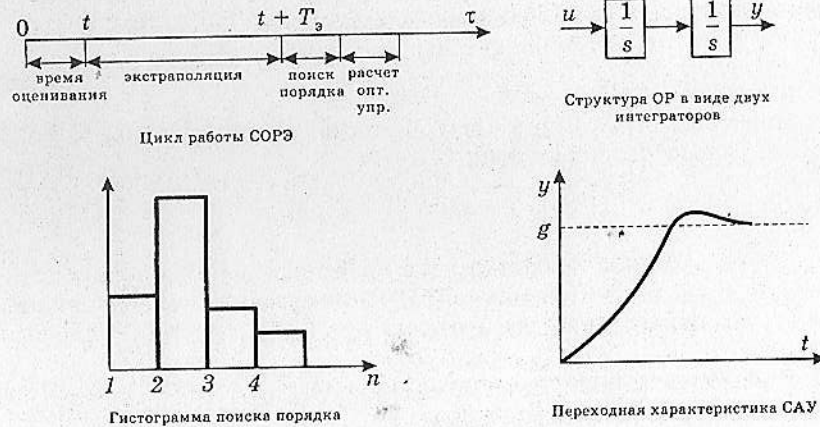 0 t t + Tэ τ
время оценивания
экстраполяция
поиск порядка
расчет опт. упр.
Цикл работы СОРЭ
u 1/s 1/s y
Структура ОР в виде двух
интеграторов
1 2 3 4 n
Гистограмма поиска порядка
y
g
t
Переходная характеристика САУ